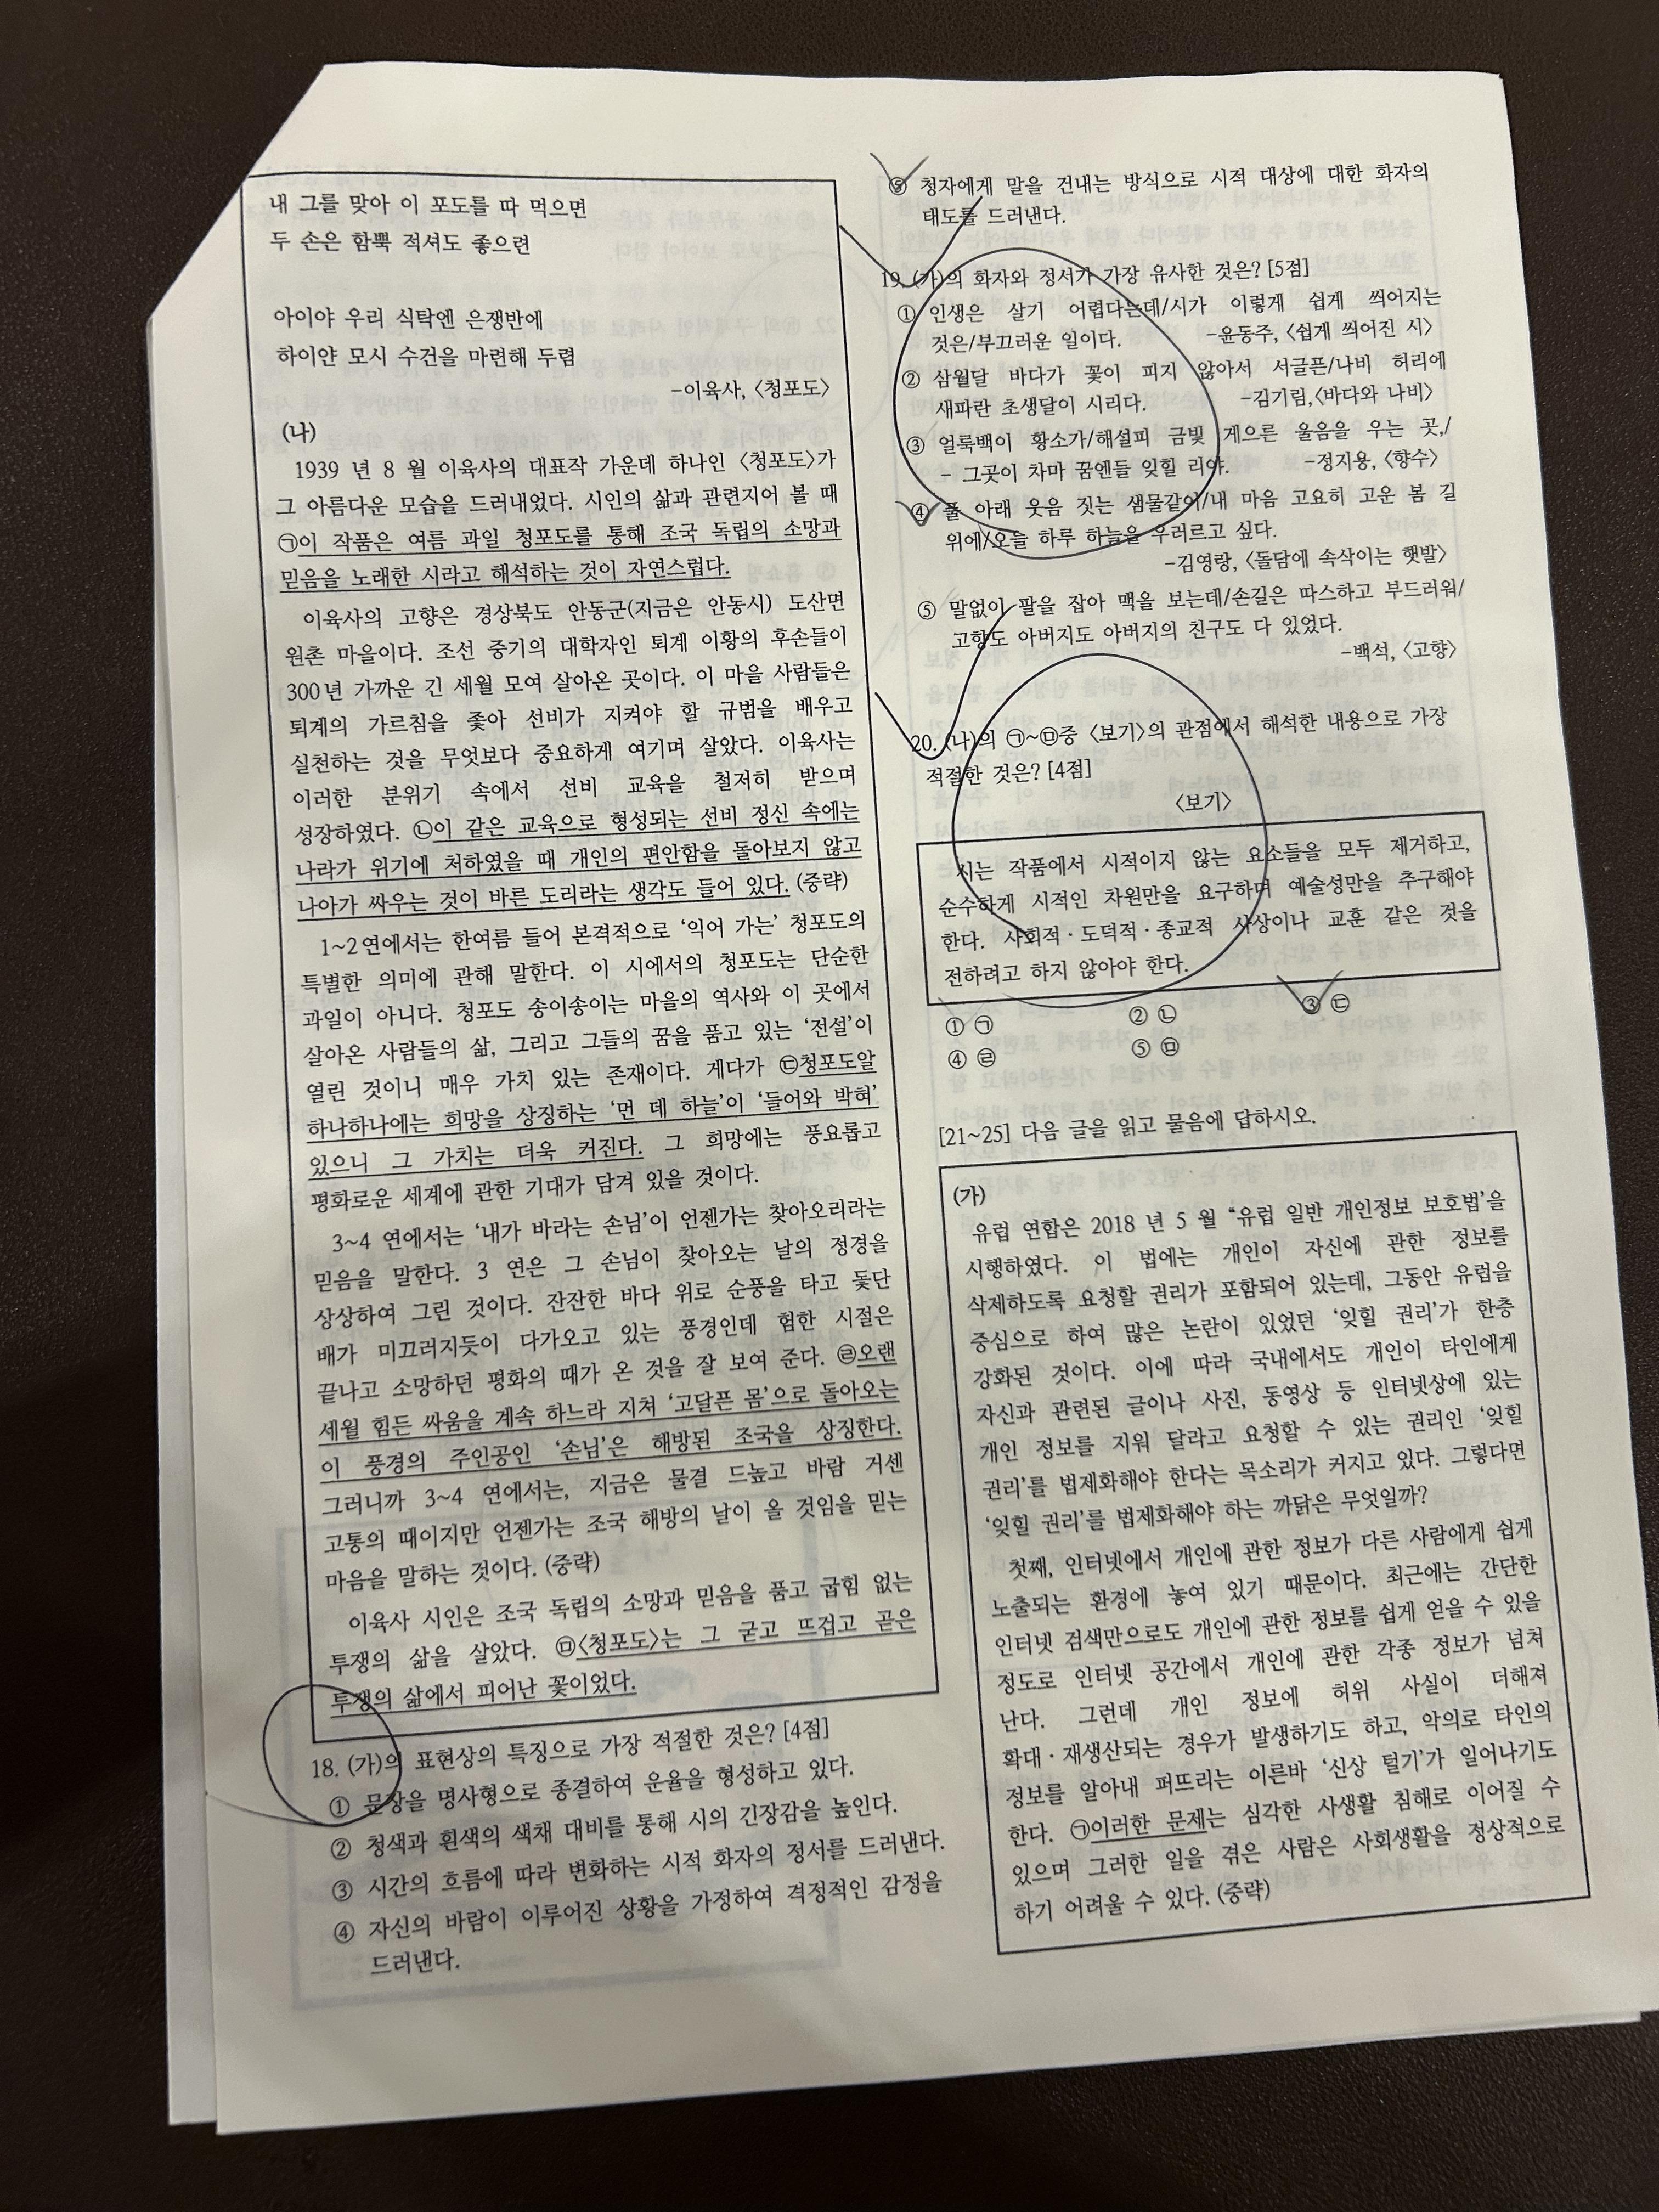 내 그를 맞아 이 포도를 따 먹으면
두 손은 함뿍 적셔도 좋으련
아이야 우리 식탁엔 은쟁반에
하이얀 모시 수건을 마련해 두렴
-이육사, 〈청포도〉
(나)
1939 년 8 월 이육사의 대표작 가운데 하나인 〈청포도〉가
그 아름다운 모습을 드러내었다. 시인의 삶과 관련지어 볼 때
㉠이 작품은 여름 과일 청포도를 통해 조국 독립의 소망과
믿음을 노래한 시라고 해석하는 것이 자연스럽다.
이육사의 고향은 경상북도 안동군(지금은 안동시) 도산면
원촌 마을이다. 조선 중기의 대학자인 퇴계 이황의 후손들이
300년 가까운 긴 세월 모여 살아온 곳이다. 이 마을 사람들은
퇴계의 가르침을 좇아 선비가 지켜야 할 규범을 배우고
실천하는 것을 무엇보다 중요하게 여기며 살았다. 이육사는
이러한 분위기 속에서 선비 교육을 철저히 받으며
성장하였다. ㉡이 같은 교육으로 형성되는 선비 정신 속에는
나라가 위기에 처하였을 때 개인의 편안함을 돌아보지 않고
나아가 싸우는 것이 바른 도리라는 생각도 들어 있다. (중략)
1~2연에서는 한여름 들어 본격적으로 ‘익어 가는’ 청포도의
특별한 의미에 관해 말한다. 이 시에서의 청포도는 단순한
과일이 아니다. 청포도 송이송이는 마을의 역사와 이 곳에서
살아온 사람들의 삶, 그리고 그들의 꿈을 품고 있는 ‘전설’이
열린 것이니 매우 가치 있는 존재이다. 게다가 ㉢청포도알
하나하나에는 희망을 상징하는 ‘먼 데 하늘’이 ‘들어와 박혀’
있으니 그 가치는 더욱 커진다. 그 희망에는 풍요롭고
평화로운 세계에 관한 기대가 담겨 있을 것이다.
3~4 연에서는 ‘내가 바라는 손님’이 언젠가는 찾아오리라는
믿음을 말한다. 3 연은 그 손님이 찾아오는 날의 정경을
상상하여 그린 것이다. 잔잔한 바다 위로 순풍을 타고 돛단
배가 미끄러지듯이 다가오고 있는 풍경인데 험한 시절은
끝나고 소망하던 평화의 때가 온 것을 잘 보여 준다. ㉣오랜
세월 힘든 싸움을 계속 하느라 지쳐 ‘고달픈 몸’으로 돌아오는
이 풍경의 주인공인 ‘손님’은 해방된 조국을 상징한다.
그러니까 3~4 연에서는, 지금은 물결 드높고 바람 거센
고통의 때이지만 언젠가는 조국 해방의 날이 올 것임을 믿는
마음을 말하는 것이다. (중략)
이육사 시인은 조국 독립의 소망과 믿음을 품고 굽힘 없는
투쟁의 삶을 살았다. ㉤〈청포도〉는 그 굳고 뜨겁고 곧은
투쟁의 삶에서 피어난 꽃이었다.
18. (가)의 표현상의 특징으로 가장 적절한 것은? [4점]
① 문장을 명사형으로 종결하여 운율을 형성하고 있다.
② 청색과 흰색의 색채 대비를 통해 시의 긴장감을 높인다.
③ 시간의 흐름에 따라 변화하는 시적 화자의 정서를 드러낸다.
④ 자신의 바람이 이루어진 상황을 가정하여 격정적인 감정을
드러낸다.
⑤ 청자에게 말을 건내는 방식으로 시적 대상에 대한 화자의
태도를 드러낸다.
19. (가)의 화자와 정서가 가장 유사한 것은? [5점]
① 인생은 살기 어렵다는데/시가 이렇게 쉽게 씌어지는
것은/부끄러운 일이다. -윤동주, 〈쉽게 씌어진 시〉
② 삼월달 바다가 꽃이 피지 않아서 서글픈/나비 허리에
새파란 초생달이 시리다. -김기림,〈바다와 나비〉
③ 얼룩백이 황소가/해설피 금빛 게으른 울음을 우는 곳,/
- 그곳이 차마 꿈엔들 잊힐 리야. -정지용, 〈향수〉
④ 풀 아래 웃음 짓는 샘물같이/내 마음 고요히 고운 봄 길
위에/오늘 하루 하늘을 우러르고 싶다.
-김영랑, 〈돌담에 속삭이는 햇발〉
⑤ 말없이 팔을 잡아 맥을 보는데/손길은 따스하고 부드러워/
고향도 아버지도 아버지의 친구도 다 있었다.
-백석, 〈고향〉
20. (나)의 ㉠~㉤중 〈보기〉의 관점에서 해석한 내용으로 가장
적절한 것은? [4점]
〈보기〉
시는 작품에서 시적이지 않는 요소들을 모두 제거하고,
순수하게 시적인 차원만을 요구하며 예술성만을 추구해야
한다. 사회적·도덕적·종교적 사상이나 교훈 같은 것을
전하려고 하지 않아야 한다.
① ㉠ ② ㉡ ③ ㉢
④ ㉣ ⑤ ㉤
[21~25] 다음 글을 읽고 물음에 답하시오.
(가)
유럽 연합은 2018 년 5 월 “유럽 일반 개인정보 보호법’을
시행하였다. 이 법에는 개인이 자신에 관한 정보를
삭제하도록 요청할 권리가 포함되어 있는데, 그동안 유럽을
중심으로 하여 많은 논란이 있었던 ‘잊힐 권리’가 한층
강화된 것이다. 이에 따라 국내에서도 개인이 타인에게
자신과 관련된 글이나 사진, 동영상 등 인터넷상에 있는
개인 정보를 지워 달라고 요청할 수 있는 권리인 ‘잊힐
권리’를 법제화해야 한다는 목소리가 커지고 있다. 그렇다면
‘잊힐 권리’를 법제화해야 하는 까닭은 무엇일까?
첫째, 인터넷에서 개인에 관한 정보가 다른 사람에게 쉽게
노출되는 환경에 놓여 있기 때문이다. 최근에는 간단한
인터넷 검색만으로도 개인에 관한 정보를 쉽게 얻을 수 있을
정도로 인터넷 공간에서 개인에 관한 각종 정보가 넘쳐
난다. 그런데 개인 정보에 허위 사실이 더해져
확대·재생산되는 경우가 발생하기도 하고, 악의로 타인의
정보를 알아내 퍼뜨리는 이른바 ‘신상 털기’가 일어나기도
한다. ㉠이러한 문제는 심각한 사생활 침해로 이어질 수
있으며 그러한 일을 겪은 사람은 사회생활을 정상적으로
하기 어려울 수 있다. (중략)